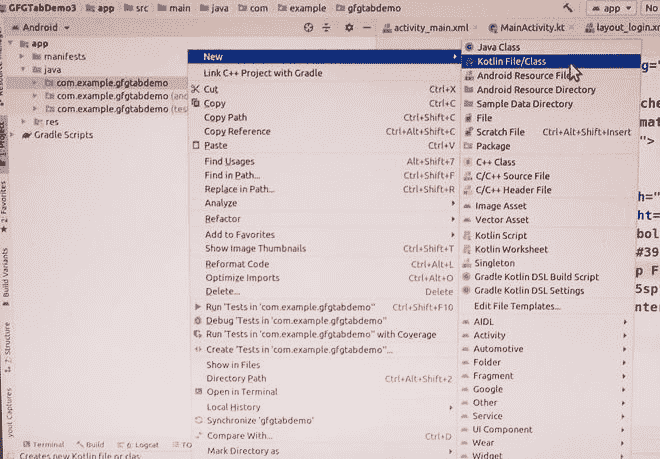 GFGTabDemo3 app src main java com example gfgtabdemo
app No
Android
activity_main.xml MainActivity.kt layout_login.xm
app
manifests
java
com.example.gfgtabdemo
com.example.gfgtabdemo (and
com.example.gfgtabdemo (tes
res
Gradle Scripts
1: Project
2: Favorites
Build Variants
7: Structure
yout Captures
New
Link C++ Project with Gradle
Cut Ctrl+X
Copy Ctrl+C
Copy Path Ctrl+Shift+C
Copy Reference Ctrl+Alt+Shift+C
Paste Ctrl+V
Find Usages Alt+Shift+7
Find in Path... Ctrl+Shift+F
Replace in Path... Ctrl+Shift+R
Analyze
Refactor
Add to Favorites
Show Image Thumbnails Ctrl+Shift+T
Reformat Code Ctrl+Alt+L
Optimize Imports Ctrl+Alt+O
Delete... Delete
Run 'Tests in 'com.example.gfgtabdemo'' Ctrl+Shift+F10
Debug 'Tests in 'com.example.gfgtabdemo''
Run 'Tests in 'com.example.gfgtabdemo'' with Coverage
Create 'Tests in 'com.example.gfgtabdemo''...
Show in Files
Directory Path Ctrl+Alt+Shift+2
Open in Terminal
Local History
Synchronize 'gfgtabdemo'
Compare With... Ctrl+D
Mark Directory as
Java Class
Kotlin File/Class
Android Resource File
Android Resource Directory
Sample Data Directory
File
Scratch File Ctrl+Alt+Shift+Insert
Package
C++ Class
C/C++ Source File
C/C++ Header File
Image Asset
Vector Asset
Kotlin Script
Kotlin Worksheet
Singleton
Gradle Kotlin DSL Build Script
Gradle Kotlin DSL Settings
Edit File Templates...
AIDL
Activity
Automotive
Folder
Fragment
Google
Other
Service
UI Component
Wear
Widget
ng="
che
mat
">
h="
ht=
bol
#39
p F
5sp
nter
Terminal Build 6: Logcat TO
Creates new Kotlin file or clas